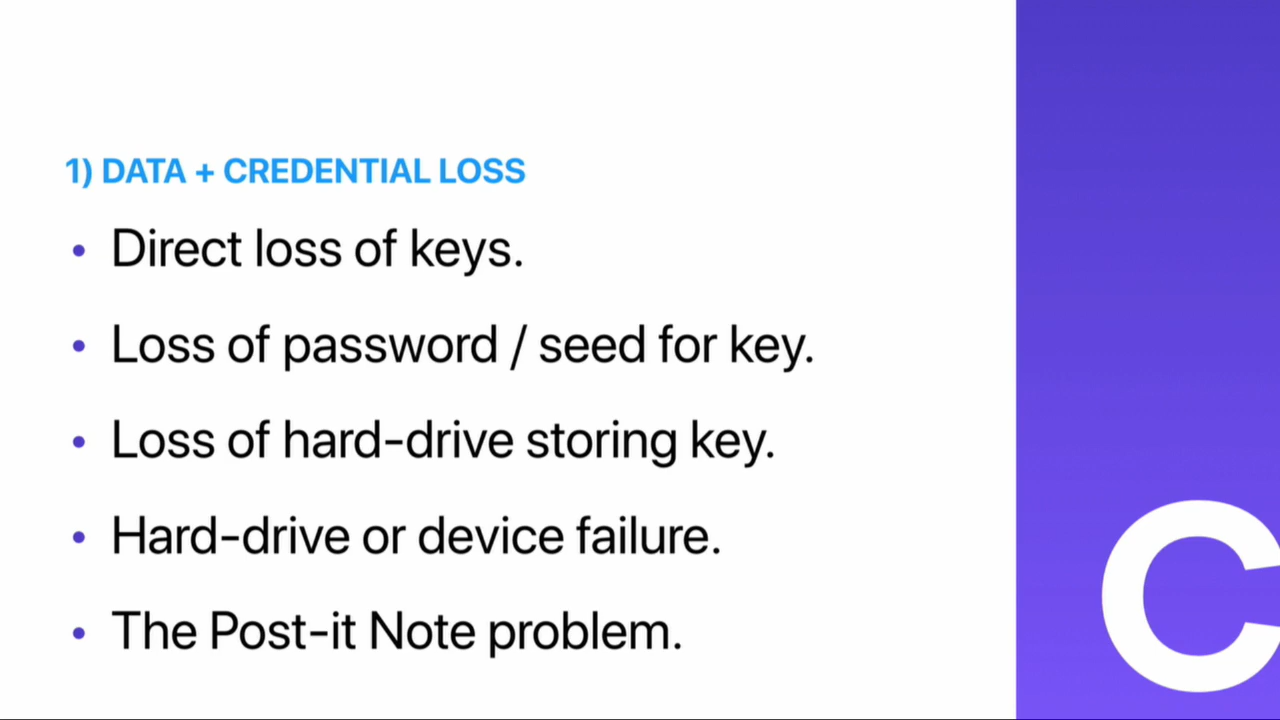 1) DATA + CREDENTIAL LOSS
• Direct loss of keys.
• Loss of password / seed for key.
• Loss of hard-drive storing key.
• Hard-drive or device failure.
• The Post-it Note problem.
C